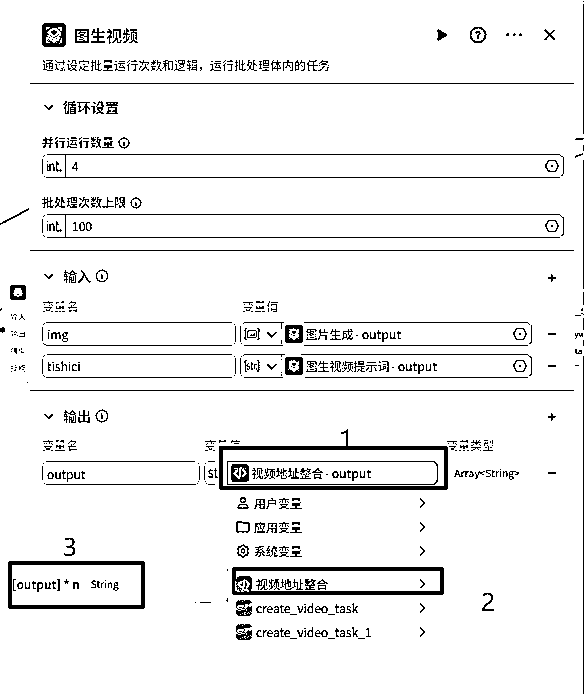 图生视频
通过设定批量运行次数和逻辑，运行批处理体内的任务
循环设置
并行运行数量
int. 4
批处理次数上限
int. 100
输入
变量名 变量值
img 图片生成 - output
tishici [str] 图生视频提示词 - output
输出
1
变量名 变量值 变量类型
output st 视频地址整合 - output Array<String>
用户变量
应用变量
系统变量
3
[output] * n String
视频地址整合
2
create_video_task
create_video_task_1